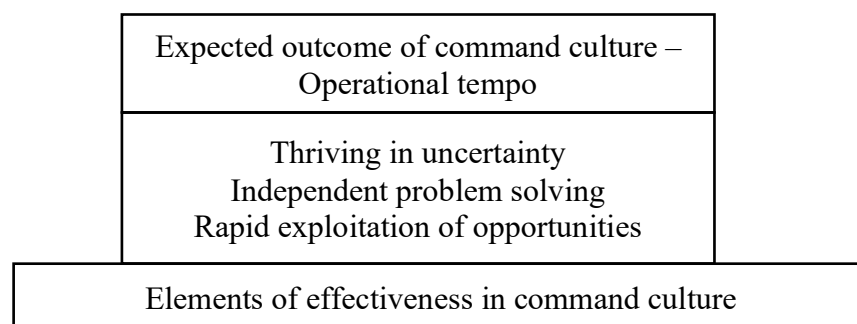 Expected outcome of command culture –
Operational tempo
Thriving in uncertainty
Independent problem solving
Rapid exploitation of opportunities
Elements of effectiveness in command culture